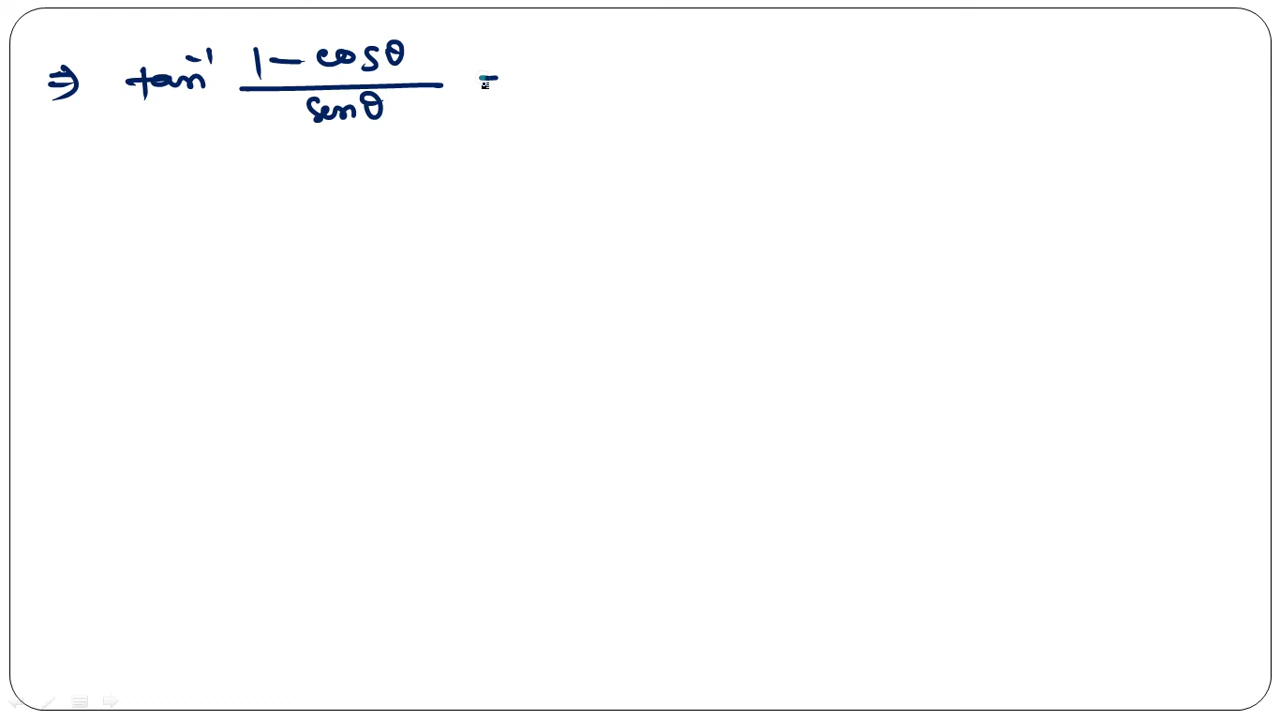 ⇒ tan⁻¹ 1 − cosθ
senθ
=